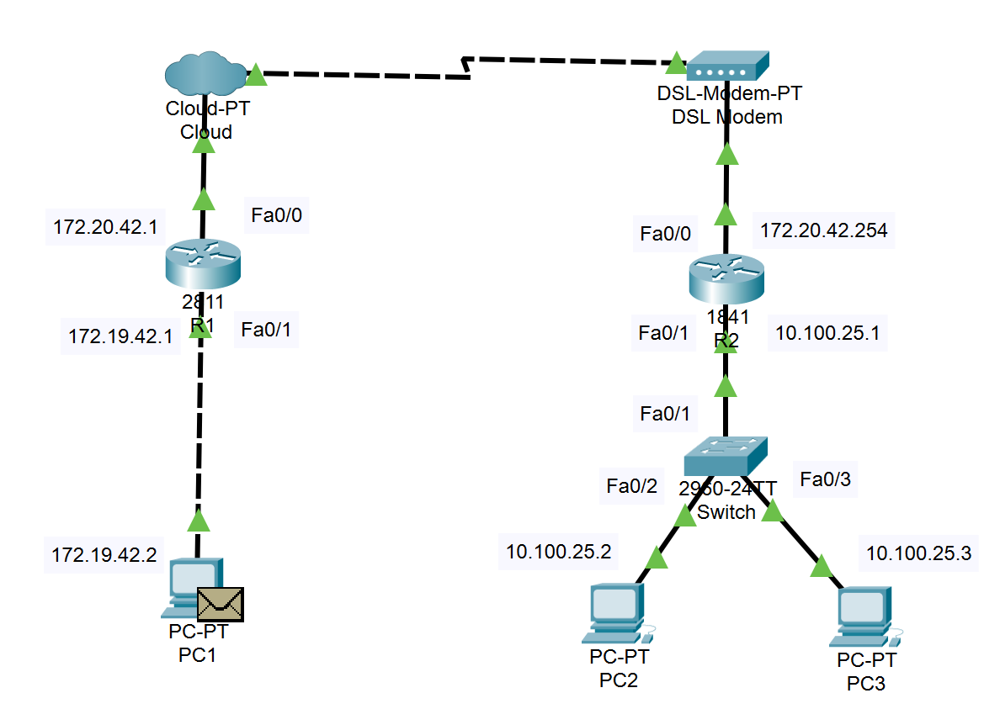 Cloud-PT
Cloud
DSL-Modem-PT
DSL Modem
172.20.42.1
Fa0/0
Fa0/0
172.20.42.254
2811
R1
172.19.42.1
Fa0/1
1841
R2
Fa0/1
10.100.25.1
Fa0/1
Fa0/2
2960-24TT
Switch
Fa0/3
172.19.42.2
10.100.25.2
10.100.25.3
PC-PT
PC1
PC-PT
PC2
PC-PT
PC3